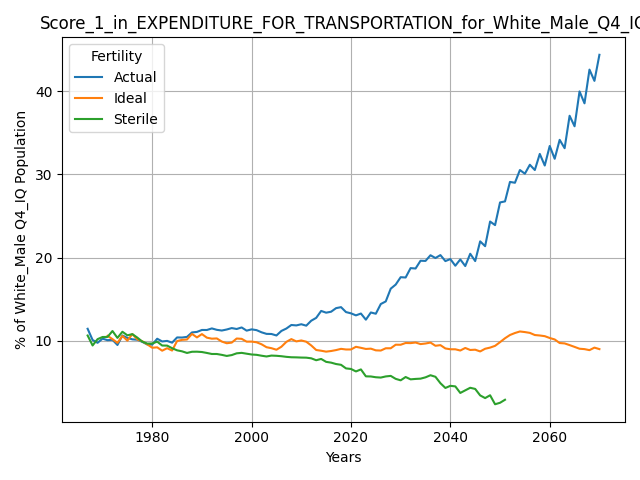 Score_1_in_EXPENDITURE_FOR_TRANSPORTATION_for_White_Male_Q4_IQ
Fertility
Actual
Ideal
Sterile
% of White_Male Q4_IQ Population
40
30
20
10
1980 2000 2020 2040 2060
Years